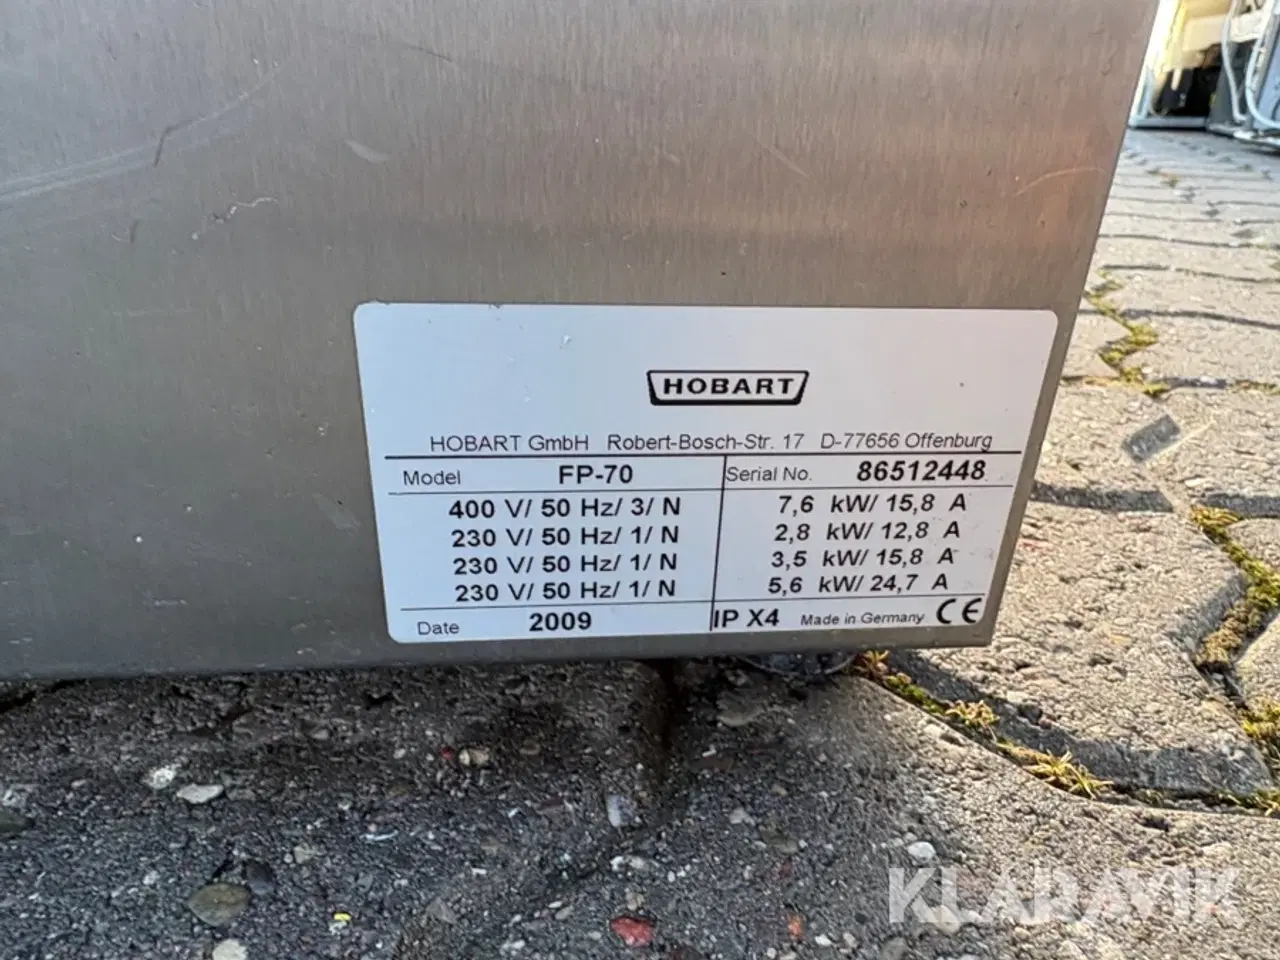 HOBART
HOBART GmbH Robert-Bosch-Str. 17 D-77656 Offenburg
Model FP-70 Serial No. 86512448
400 V/ 50 Hz/ 3/ N 7,6 kW/ 15,8 A
230 V/ 50 Hz/ 1/ N 2,8 kW/ 12,8 A
230 V/ 50 Hz/ 1/ N 3,5 kW/ 15,8 A
230 V/ 50 Hz/ 1/ N 5,6 kW/ 24,7 A
Date 2009 IP X4 Made in Germany CE
KLARAVIK